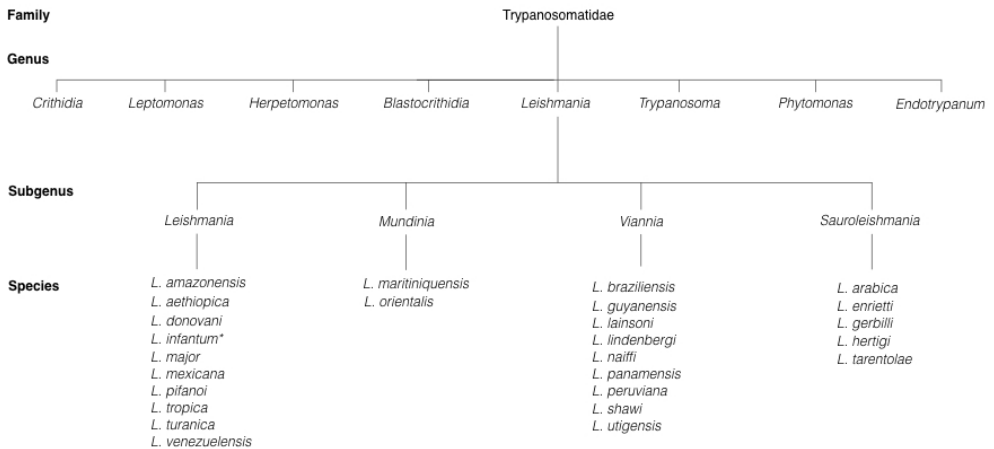 Family
Trypanosomatidae
Genus
Crithidia Leptomonas Herpetomonas Blastocrithidia Leishmania Trypanosoma Phytomonas Endotrypanum
Subgenus
Leishmania Mundinia Viannia Sauroleishmania
Species
L. amazonensis
L. aethiopica
L. donovani
L. infantum*
L. major
L. mexicana
L. pifanoi
L. tropica
L. turanica
L. venezuelensis
L. maritiniquensis
L. orientalis
L. braziliensis
L. guyanensis
L. lainsoni
L. lindenbergi
L. naiffi
L. panamensis
L. peruviana
L. shawi
L. utigensis
L. arabica
L. enrietti
L. gerbilli
L. hertigi
L. tarentolae